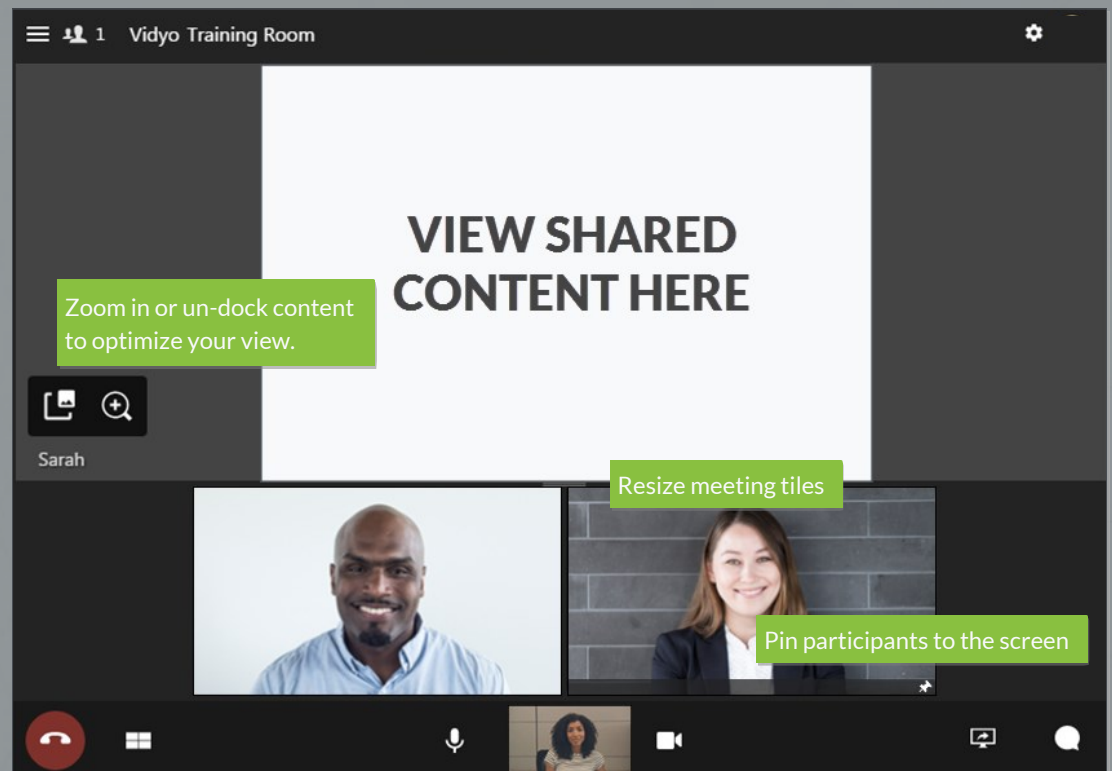 1 Vidyo Training Room
VIEW SHARED
CONTENT HERE
Zoom in or un-dock content
to optimize your view.
Sarah
Resize meeting tiles
Pin participants to the screen